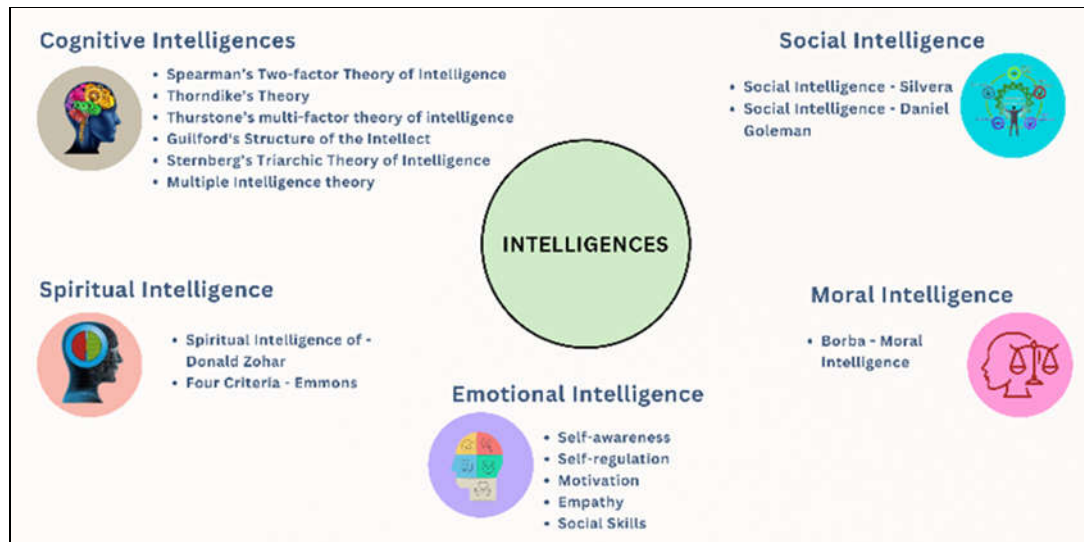 Cognitive Intelligences
• Spearman's Two-factor Theory of Intelligence
• Thorndike's Theory
• Thurstone's multi-factor theory of intelligence
• Guilford's Structure of the Intellect
• Sternberg's Triarchic Theory of Intelligence
• Multiple Intelligence theory
Social Intelligence
• Social Intelligence - Silvera
• Social Intelligence - Daniel
Goleman
INTELLIGENCES
Spiritual Intelligence
• Spiritual Intelligence of -
Donald Zohar
• Four Criteria - Emmons
Moral Intelligence
• Borba - Moral
Intelligence
Emotional Intelligence
• Self-awareness
• Self-regulation
• Motivation
• Empathy
• Social Skills